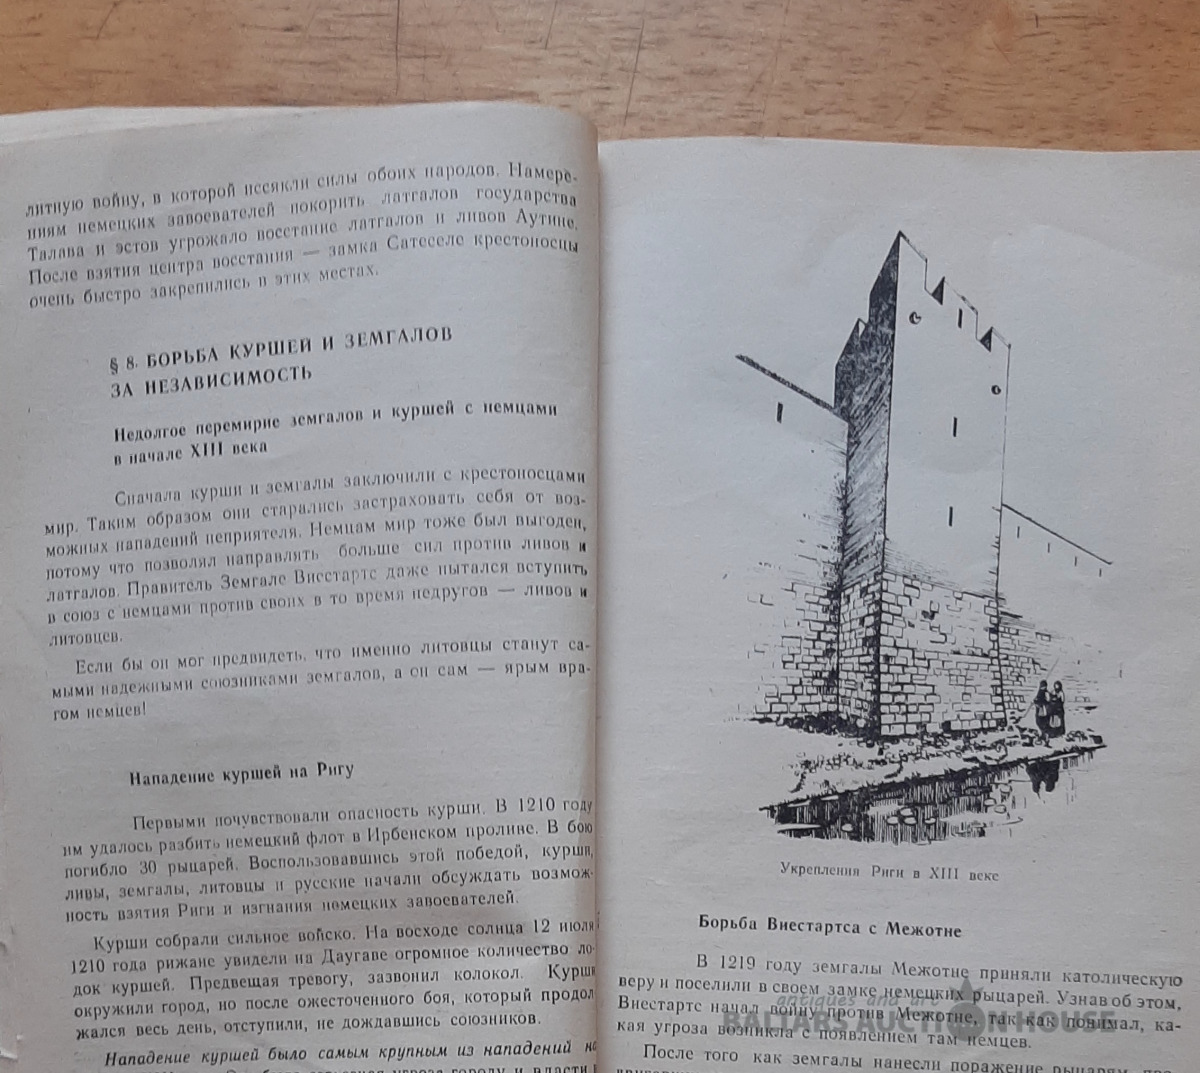 литную войну, в которой иссякли силы обоих народов. Намере-
ниям немецких завоевателей покорить латгалов государства
Талава и эстов угрожало восстание латгалов и ливов Аутине.
После взятия центра восстания — замка Сатеселе крестоносцы
очень быстро закрепились в этих местах.
§ 8. БОРЬБА КУРШЕЙ И ЗЕМГАЛОВ
ЗА НЕЗАВИСИМОСТЬ
Недолгое перемирие земгалов и куршей с немцами
в начале XIII века
Сначала курши и земгалы заключили с крестоносцами
мир. Таким образом они старались застраховать себя от воз-
можных нападений неприятеля. Немцам мир тоже был выгоден,
потому что позволял направлять больше сил против ливов и
латгалов. Правитель Земгале Виестартс даже пытался вступить
в союз с немцами против своих в то время недругов — ливов и
литовцев.
Если бы он мог предвидеть, что именно литовцы станут са-
мыми надежными союзниками земгалов, а он сам — ярым вра-
гом немцев!
Нападение куршей на Ригу
Первыми почувствовали опасность курши. В 1210 году
им удалось разбить немецкий флот в Ирбенском проливе. В бою
погибло 30 рыцарей. Воспользовавшись этой победой, курши,
ливы, земгалы, литовцы и русские начали обсуждать возмож-
ность взятия Риги и изгнания немецких завоевателей.
Курши собрали сильное войско. На восходе солнца 12 июля
1210 года рижане увидели на Даугаве огромное количество ло-
док куршей. Предвещая тревогу, зазвонил колокол. Курши
окружили город, но после ожесточенного боя, который продол
жался весь день, отступили, не дождавшись союзников.
Нападение куршей было самым крупным из нападений на
угроза городу и власти
Укрепления Риги в XIII веке
Борьба Виестартса с Межотне
В 1219 году земгалы Межотне приняли католическую
веру и поселили в своем замке немецких рыцарей. Узнав об этом,
Виестартс начал войну против Межотне, так как понимал, ка-
кая угроза возникла с появлением там немцев.
После того как земгалы нанесли поражение рыцарям,
antiques and art
BALTARS AUCTION HOUSE